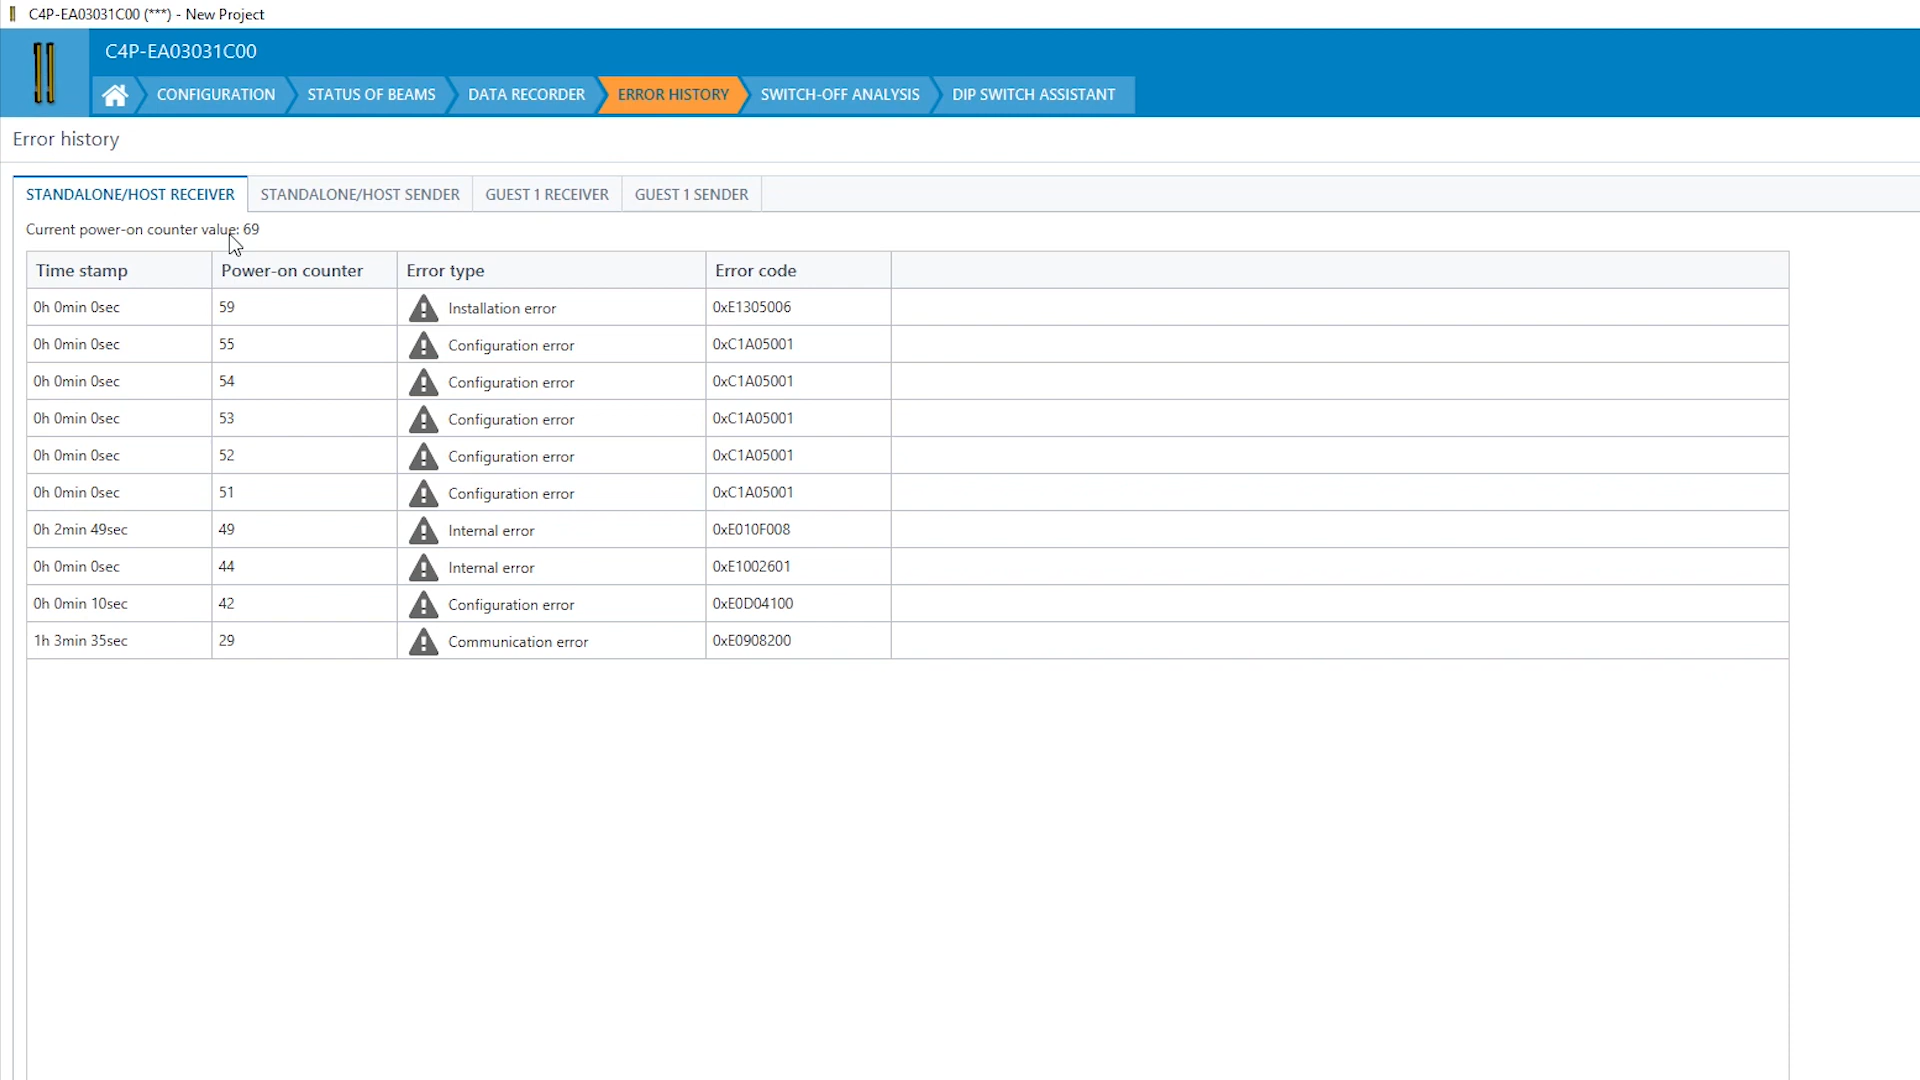 C4P-EA03031C00 (***) - New Project
C4P-EA03031C00
CONFIGURATION STATUS OF BEAMS DATA RECORDER ERROR HISTORY SWITCH-OFF ANALYSIS DIP SWITCH ASSISTANT
Error history
STANDALONE/HOST RECEIVER STANDALONE/HOST SENDER GUEST 1 RECEIVER GUEST 1 SENDER
Current power-on counter value: 69
Time stamp Power-on counter Error type Error code
0h 0min 0sec 59 Installation error 0xE1305006
0h 0min 0sec 55 Configuration error 0xC1A05001
0h 0min 0sec 54 Configuration error 0xC1A05001
0h 0min 0sec 53 Configuration error 0xC1A05001
0h 0min 0sec 52 Configuration error 0xC1A05001
0h 0min 0sec 51 Configuration error 0xC1A05001
0h 2min 49sec 49 Internal error 0xE010F008
0h 0min 0sec 44 Internal error 0xE1002601
0h 0min 10sec 42 Configuration error 0xE0D04100
1h 3min 35sec 29 Communication error 0xE0908200